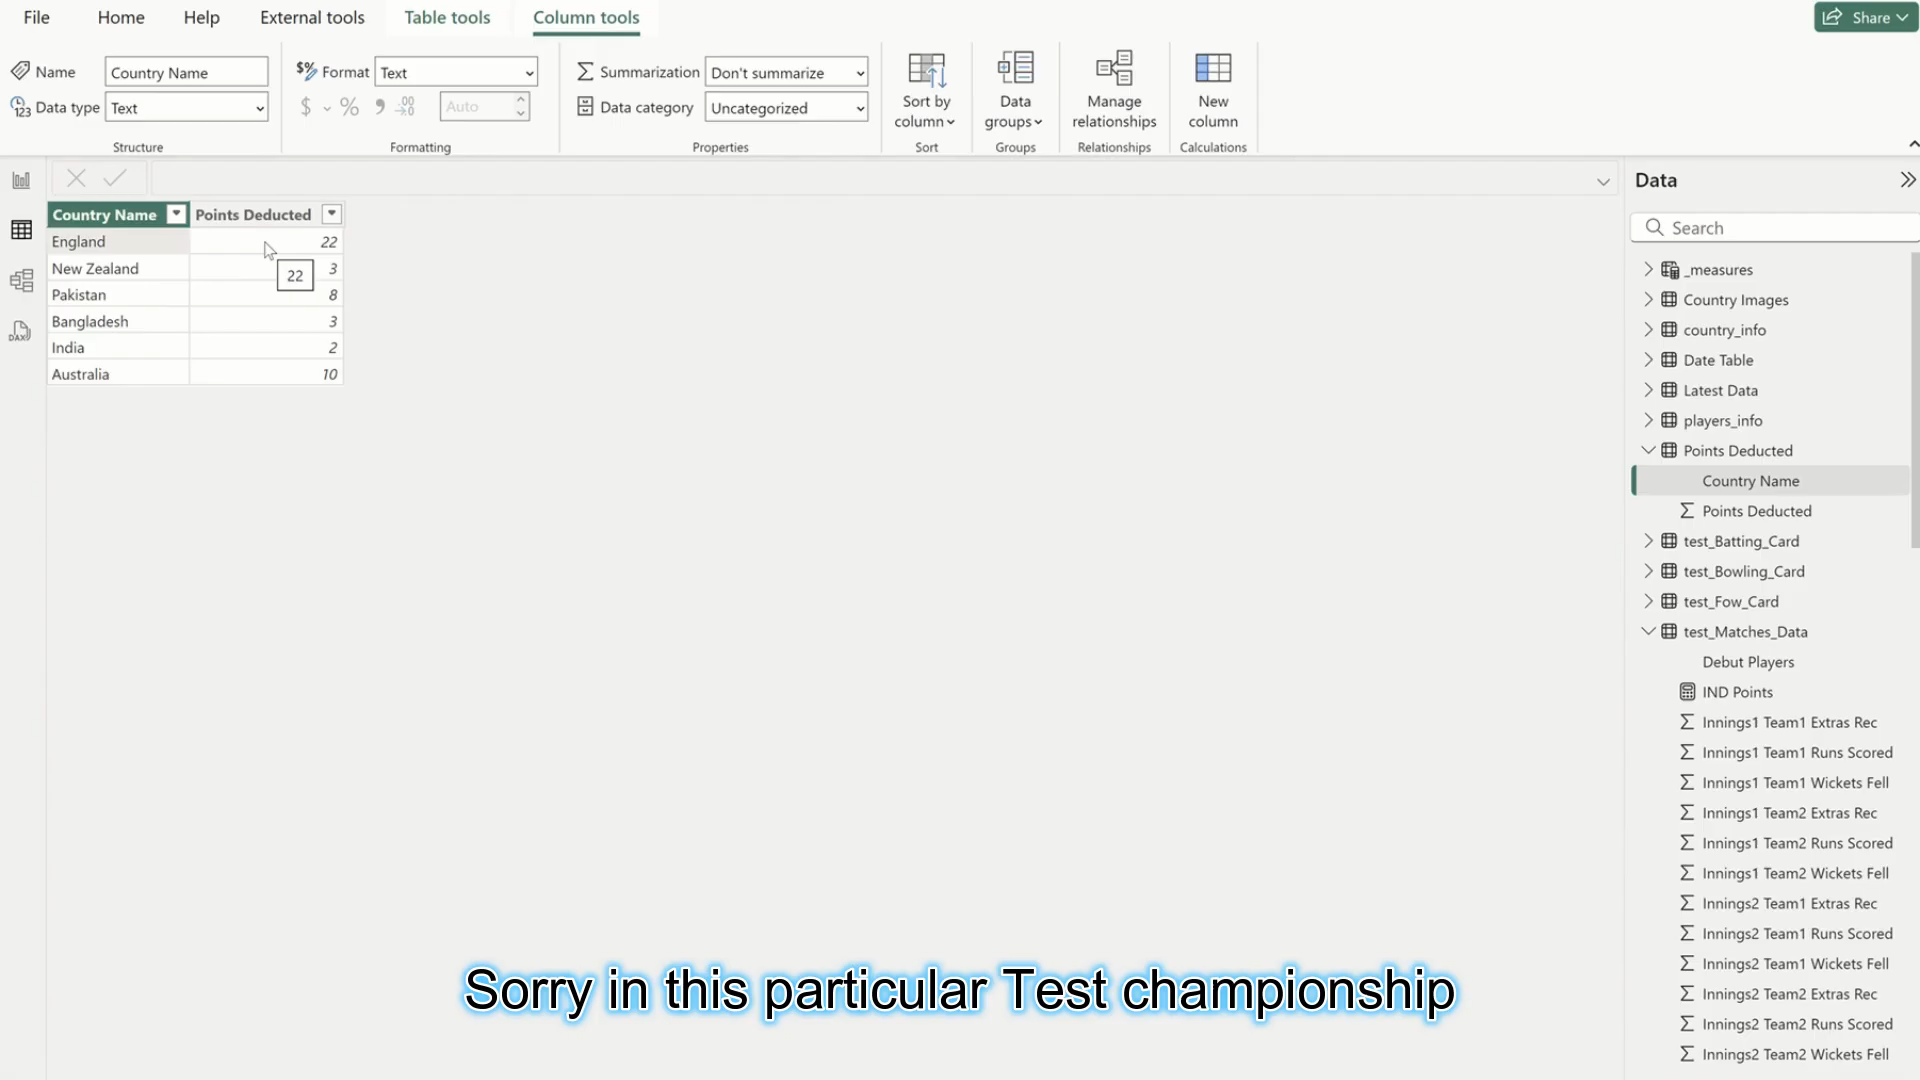 File Home Help External tools Table tools Column tools Share
Name Country Name $% Format Text Summarization Don't summarize
Data type Text $ % Auto Data category Uncategorized
Sort by column
Data groups
Manage relationships
New column
Structure Formatting Properties Sort Groups Relationships Calculations
Data
Search
Country Name Points Deducted
England 22
New Zealand 3
22
Pakistan 8
Bangladesh 3
India 2
Australia 10
DAX
_measures
Country Images
country_info
Date Table
Latest Data
players_info
Points Deducted
Country Name
Points Deducted
test_Batting_Card
test_Bowling_Card
test_Fow_Card
test_Matches_Data
Debut Players
IND Points
Innings1 Team1 Extras Rec
Innings1 Team1 Runs Scored
Innings1 Team1 Wickets Fell
Innings1 Team2 Extras Rec
Innings1 Team2 Runs Scored
Innings1 Team2 Wickets Fell
Innings2 Team1 Extras Rec
Innings2 Team1 Runs Scored
Innings2 Team1 Wickets Fell
Innings2 Team2 Extras Rec
Innings2 Team2 Runs Scored
Innings2 Team2 Wickets Fell
Sorry in this particular Test championship